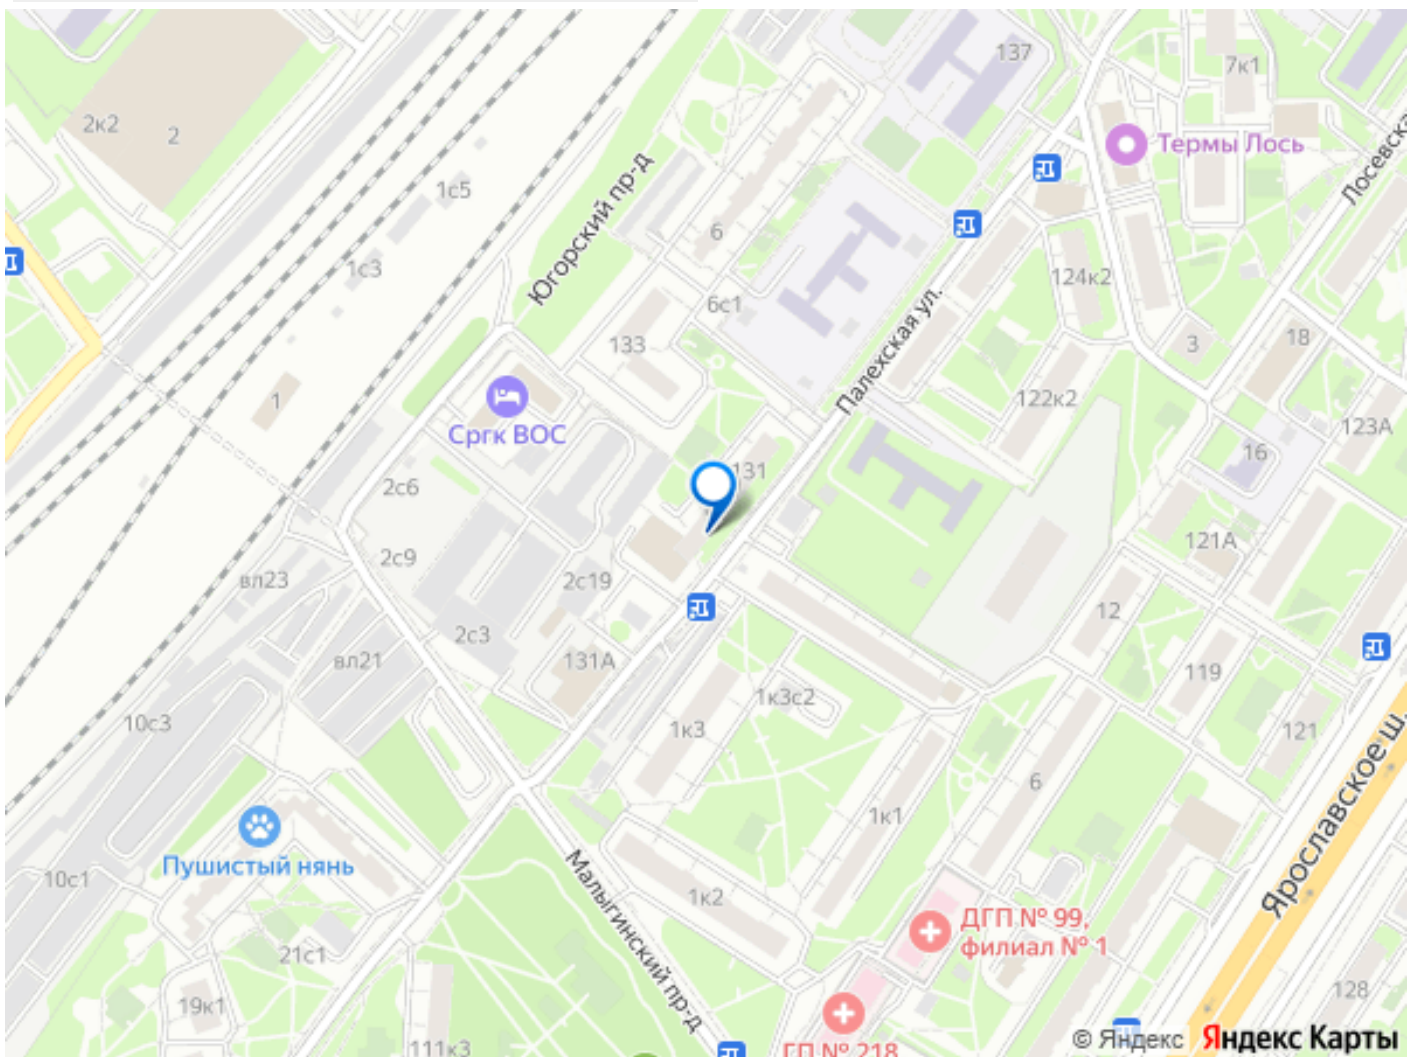 137
7к1
2к2
2
Термы Лось
1с5
Югорский пр-д
Лосевска
6
1с3
124к2
6с1
133
Палехская ул.
3
18
1
122к2
Сргк ВОС
123А
16
131
2с6
121А
2с9
вл23
2с19
12
2с3
131А
вл21
119
1к3с2
10с3
1к3
121
6
Ярославское ш.
1к1
Пушистый нянь
10с1
Малыгинский пр-д
1к2
ДГП № 99,
филиал № 1
21с1
19к1
128
111к3
ГП № 218
© Яндекс Яндекс Карты